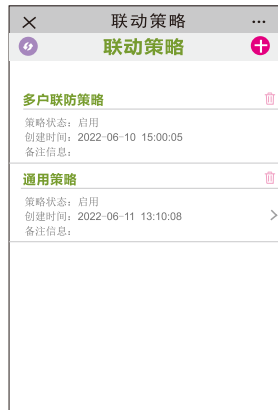 联动策略
联动策略
多户联防策略
策略状态：启用
创建时间：2022-06-10 15:00:05
备注信息：
通用策略
策略状态：启用
创建时间：2022-06-11 13:10:08
备注信息：